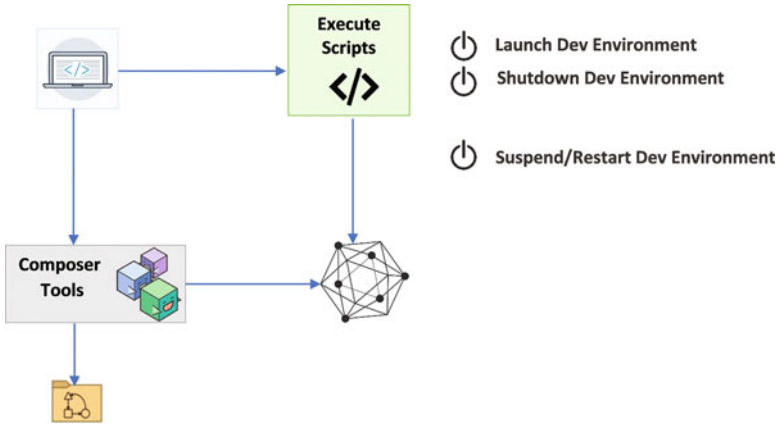 Execute
Scripts
</>
</>
Launch Dev Environment
Shutdown Dev Environment
Suspend/Restart Dev Environment
Composer
Tools